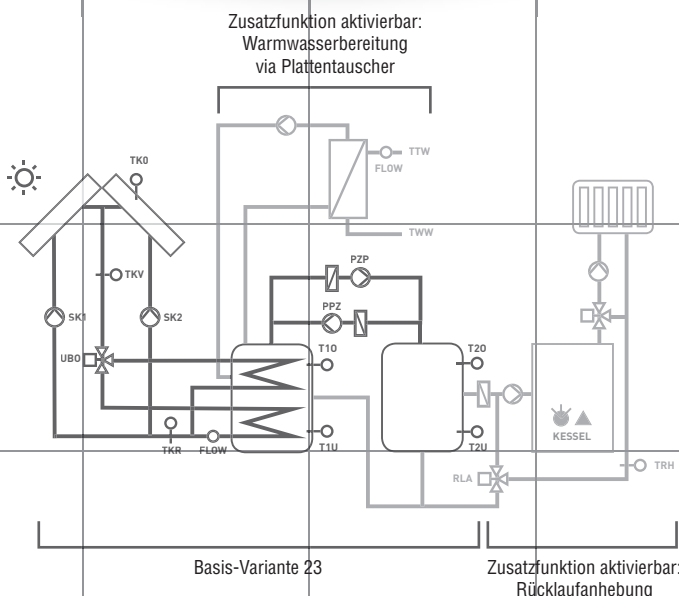 Zusatzfunktion aktivierbar:
Warmwasserbereitung
via Plattentauscher
TKO
TTW
FLOW
TWW
TKV
PZP
SK1
SK2
PPZ
UBO
T1O
T2O
TKR
FLOW
T1U
T2U
KESSEL
RLA
TRH
Basis-Variante 23
Zusatzfunktion aktivierbar:
Rücklaufanhebung